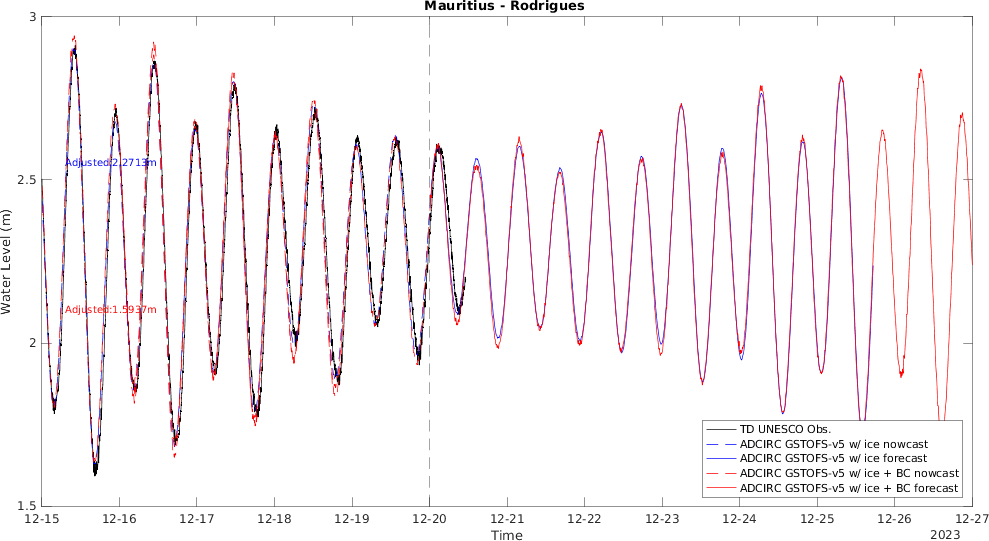 Mauritius - Rodrigues
3
2.5
2
1.5
Water Level (m)
Adjusted:2.2713m
Adjusted:1.5937m
TD UNESCO Obs.
ADCIRC GSTOFS-v5 w/ ice nowcast
ADCIRC GSTOFS-v5 w/ ice forecast
ADCIRC GSTOFS-v5 w/ ice + BC nowcast
ADCIRC GSTOFS-v5 w/ ice + BC forecast
12-15 12-16 12-17 12-18 12-19 12-20 12-21 12-22 12-23 12-24 12-25 12-26 12-27
Time
2023